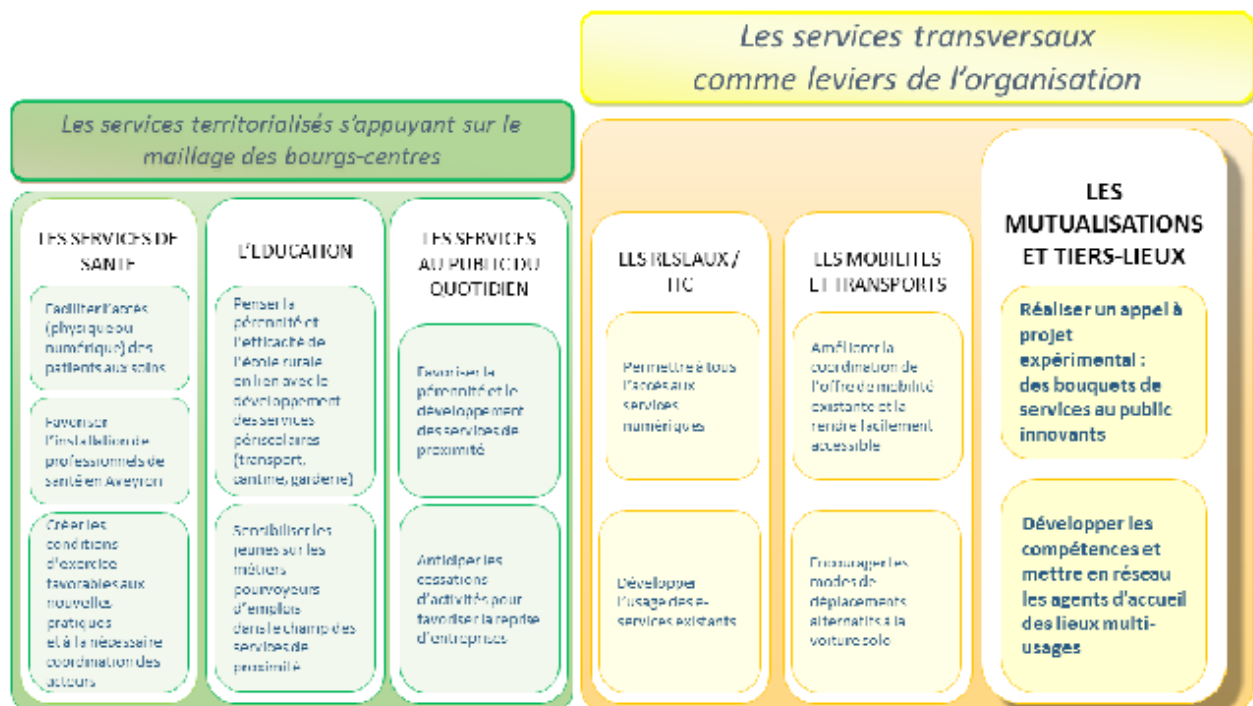 Les services transversaux
comme leviers de l'organisation
Les services territorialisés s'appuyant sur le
maillage des bourgs-centres
LES SERVICES DE
SANTE
Faciliter l'accès
(physique ou
numérique) des
patients aux soins
Favoriser
l'installation de
professionnels de
santé en Aveyron
Créer les
conditions
d'exercice
favorables aux
nouvelles
pratiques
et à la nécessaire
coordination des
acteurs
L'EDUCATION
Penser la
pérennité et
l'efficacité de
l'école rurale
en lien avec le
développement
des services
périscolaires
(transport,
cantine, garderie)
Sensibiliser les
jeunes sur les
métiers
pourvoyeurs
d'emplois
dans le champ des
services de
proximité
LES SERVICES
AU PUBLIC DU
QUOTIDIEN
Favoriser la
pérennité et le
développement
des services de
proximité
Anticiper les
cessations
d'activités pour
favoriser la reprise
d'entreprises
LES RESEAUX /
TIC
Permettre à tous
l'accès aux
services
numériques
Développer
l'usage des e-
services existants
LES MOBILITES
ET TRANSPORTS
Améliorer la
coordination de
l'offre de mobilité
existante et la
rendre facilement
accessible
Encourager les
modes de
déplacements
alternatifs à la
voiture solo
LES
MUTUALISATIONS
ET TIERS-LIEUX
Réaliser un appel à
projet
expérimental :
des bouquets de
services au public
innovants
Développer les
compétences et
mettre en réseau
les agents d'accueil
des lieux multi-
usages